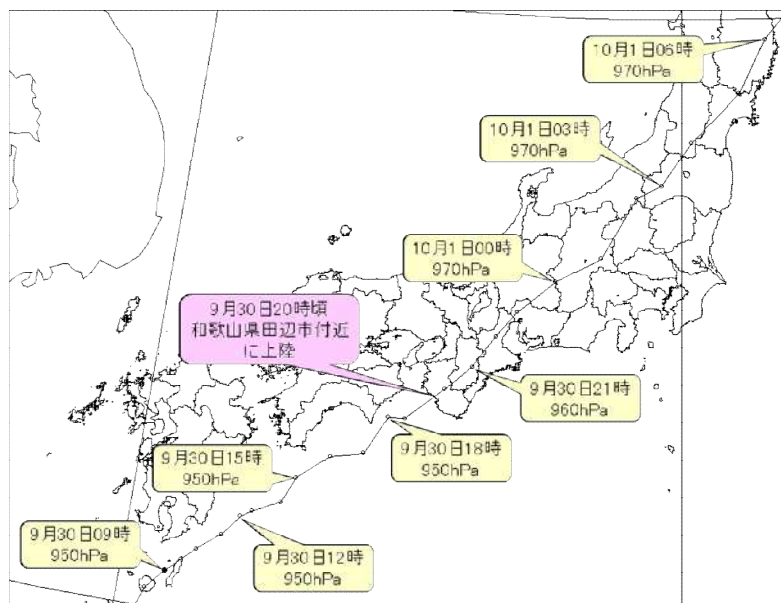 10月1日06時
970hPa
10月1日03時
970hPa
10月1日00時
970hPa
9月30日20時頃
和歌山県田辺市付近
に上陸
9月30日21時
960hPa
9月30日18時
950hPa
9月30日15時
950hPa
9月30日09時
950hPa
9月30日12時
950hPa